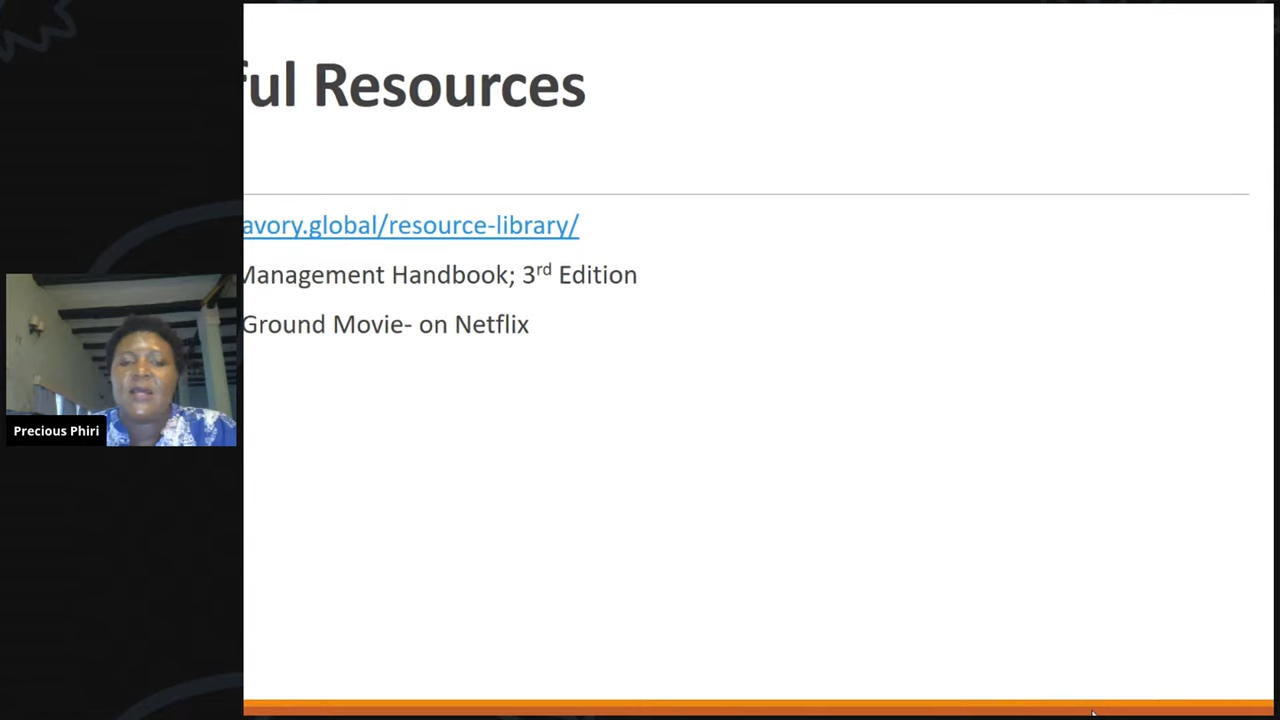 ful Resources
avory.global/resource-library/
Management Handbook; 3rd Edition
Ground Movie- on Netflix
Precious Phiri